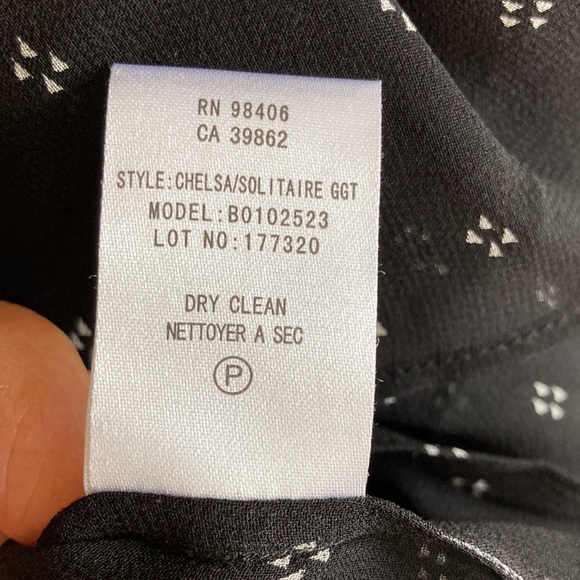 RN 98406
CA 39862
STYLE:CHELSA/SOLITAIRE GGT
MODEL:B0102523
LOT NO:177320
DRY CLEAN
NETTOYER A SEC
P